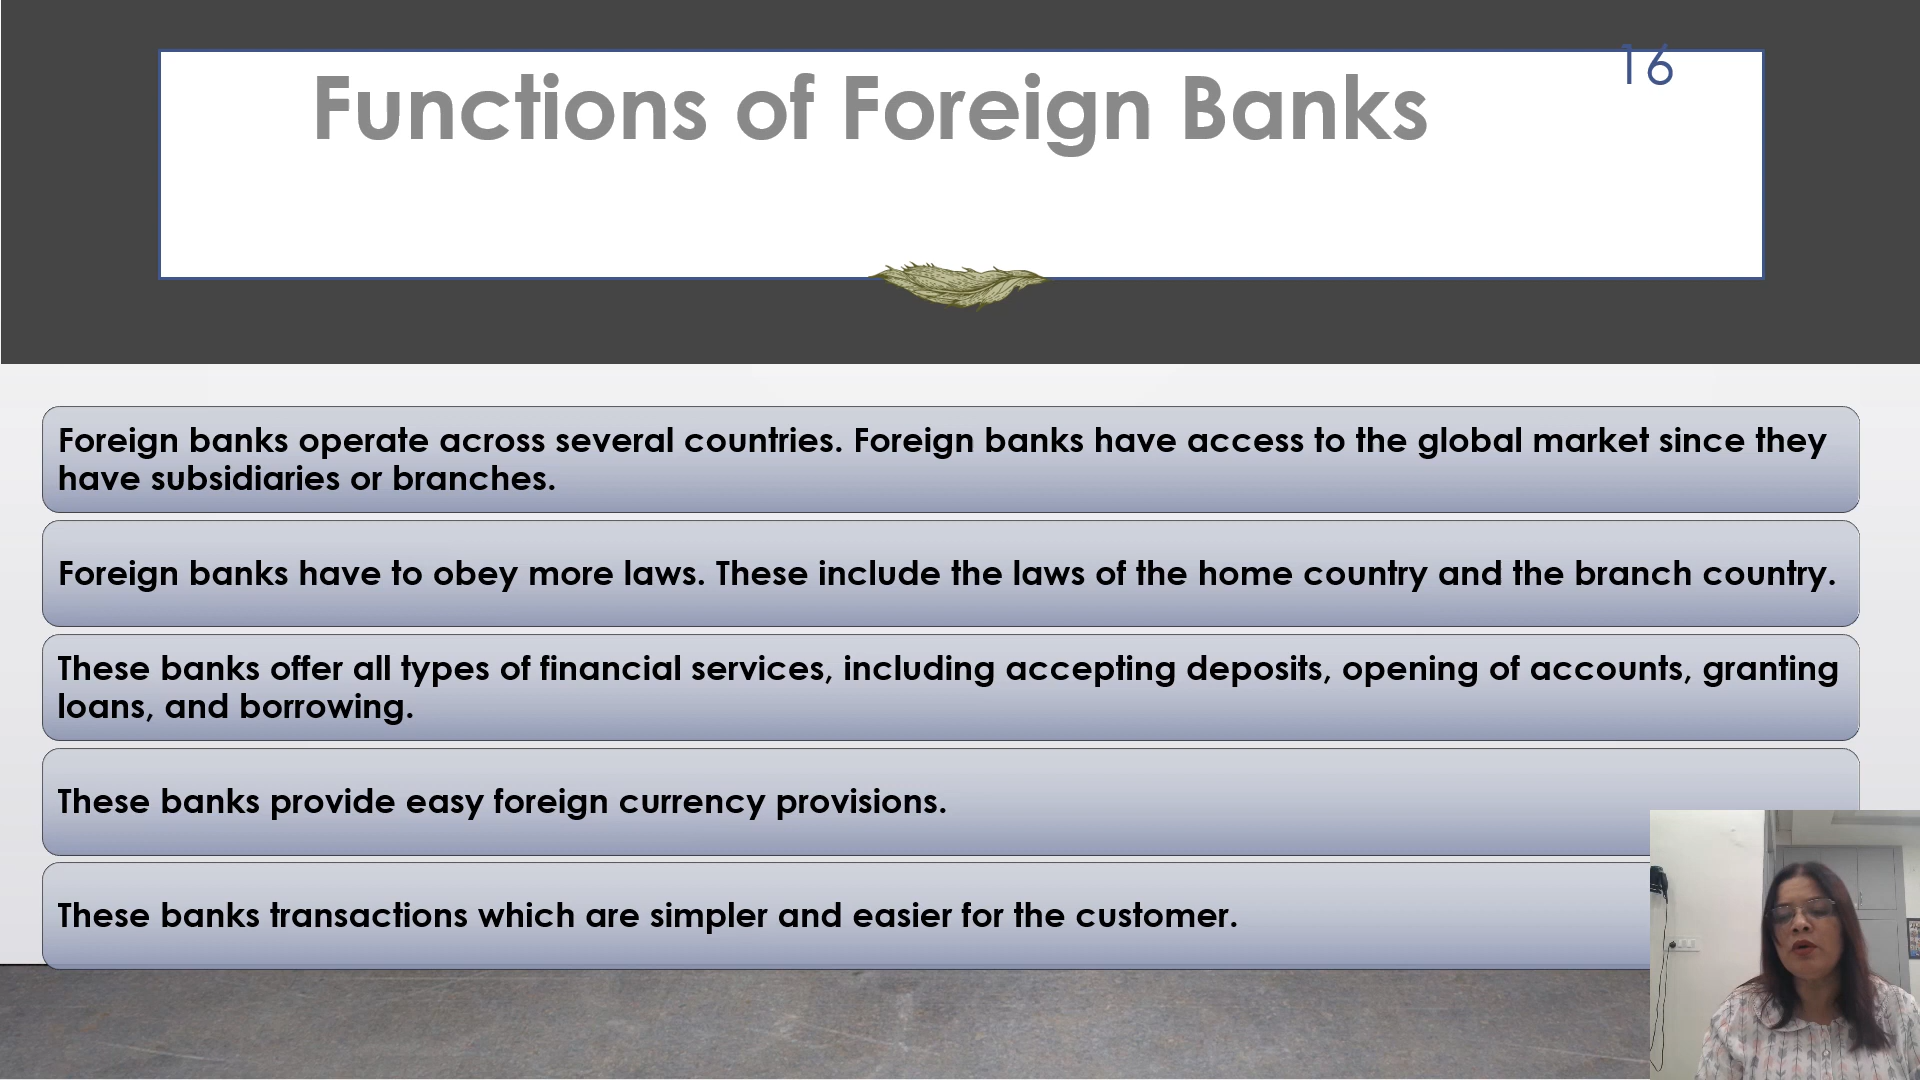 16
Functions of Foreign Banks
Foreign banks operate across several countries. Foreign banks have access to the global market since they
have subsidiaries or branches.
Foreign banks have to obey more laws. These include the laws of the home country and the branch country.
These banks offer all types of financial services, including accepting deposits, opening of accounts, granting
loans, and borrowing.
These banks provide easy foreign currency provisions.
These banks transactions which are simpler and easier for the customer.